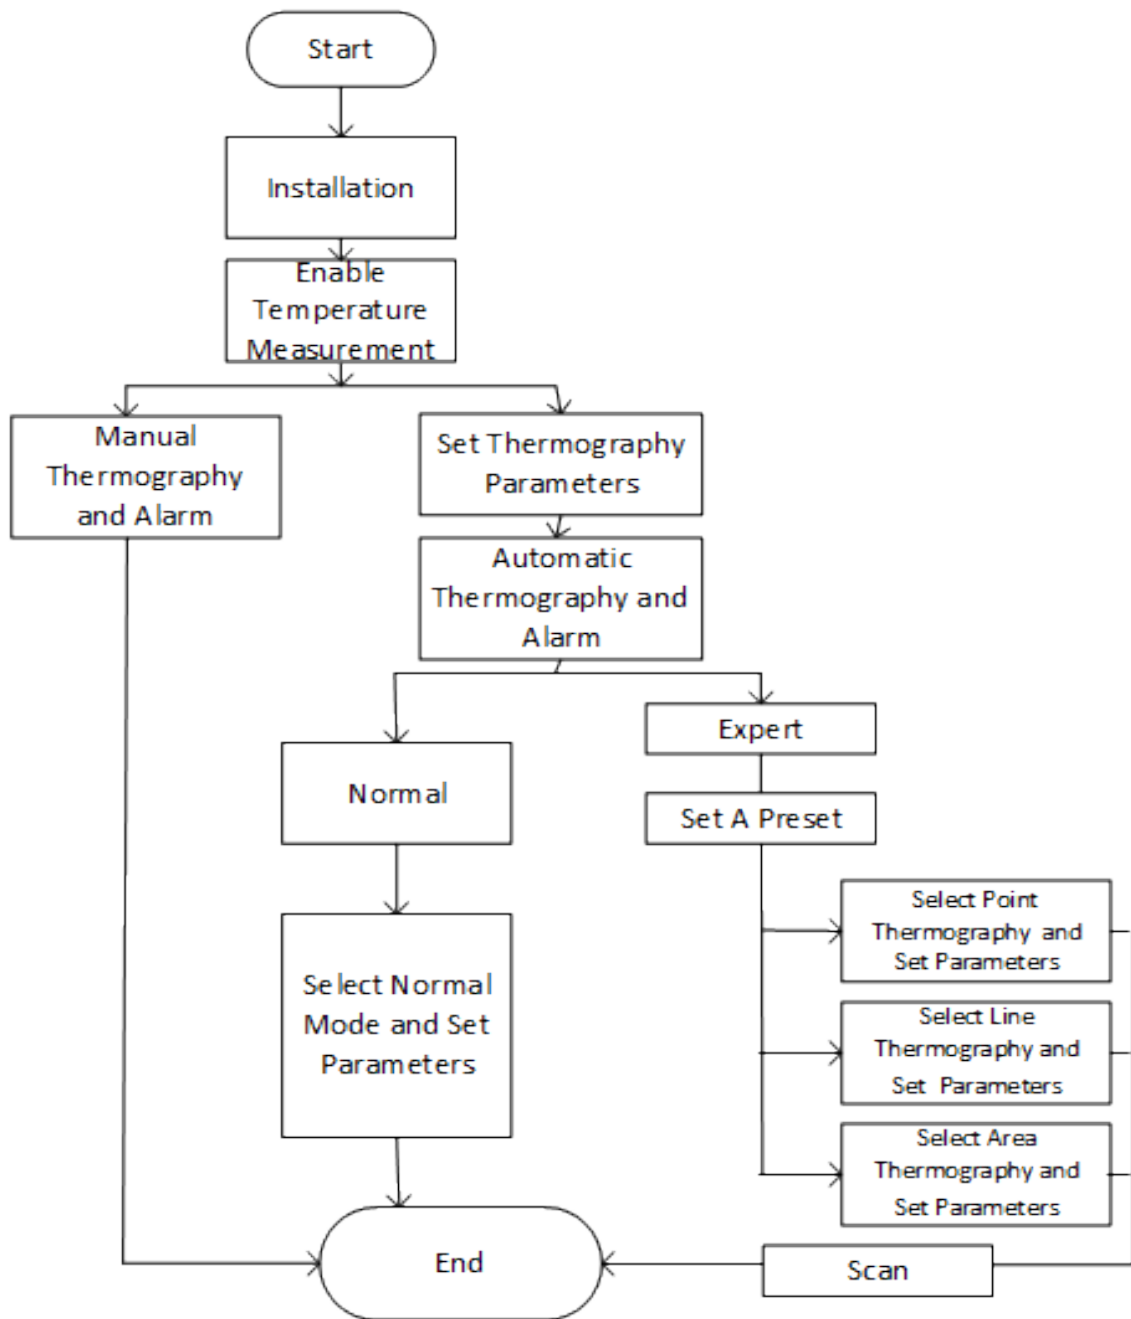 Start
Installation
Enable
Temperature
Measurement
Manual
Thermography
and Alarm
Set Thermography
Parameters
Automatic
Thermography and
Alarm
Normal
Expert
Set A Preset
Select Normal
Mode and Set
Parameters
Select Point
Thermography and
Set Parameters
Select Line
Thermography and
Set Parameters
Select Area
Thermography and
Set Parameters
Scan
End